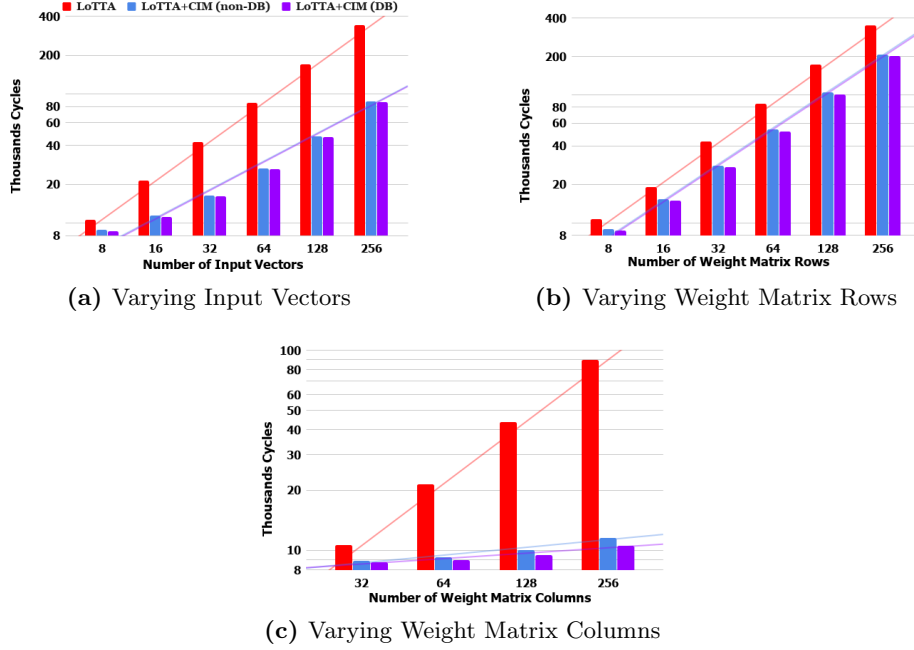 LoTTA LoTTA+CIM (non-DB) LoTTA+CIM (DB)
Thousands Cycles
400
200
80
60
40
20
8
8 16 32 64 128 256
Number of Input Vectors
(a) Varying Input Vectors
Thousands Cycles
400
200
80
60
40
20
8
8 16 32 64 128 256
Number of Weight Matrix Rows
(b) Varying Weight Matrix Rows
Thousands Cycles
100
80
60
50
40
30
20
10
8
32 64 128 256
Number of Weight Matrix Columns
(c) Varying Weight Matrix Columns